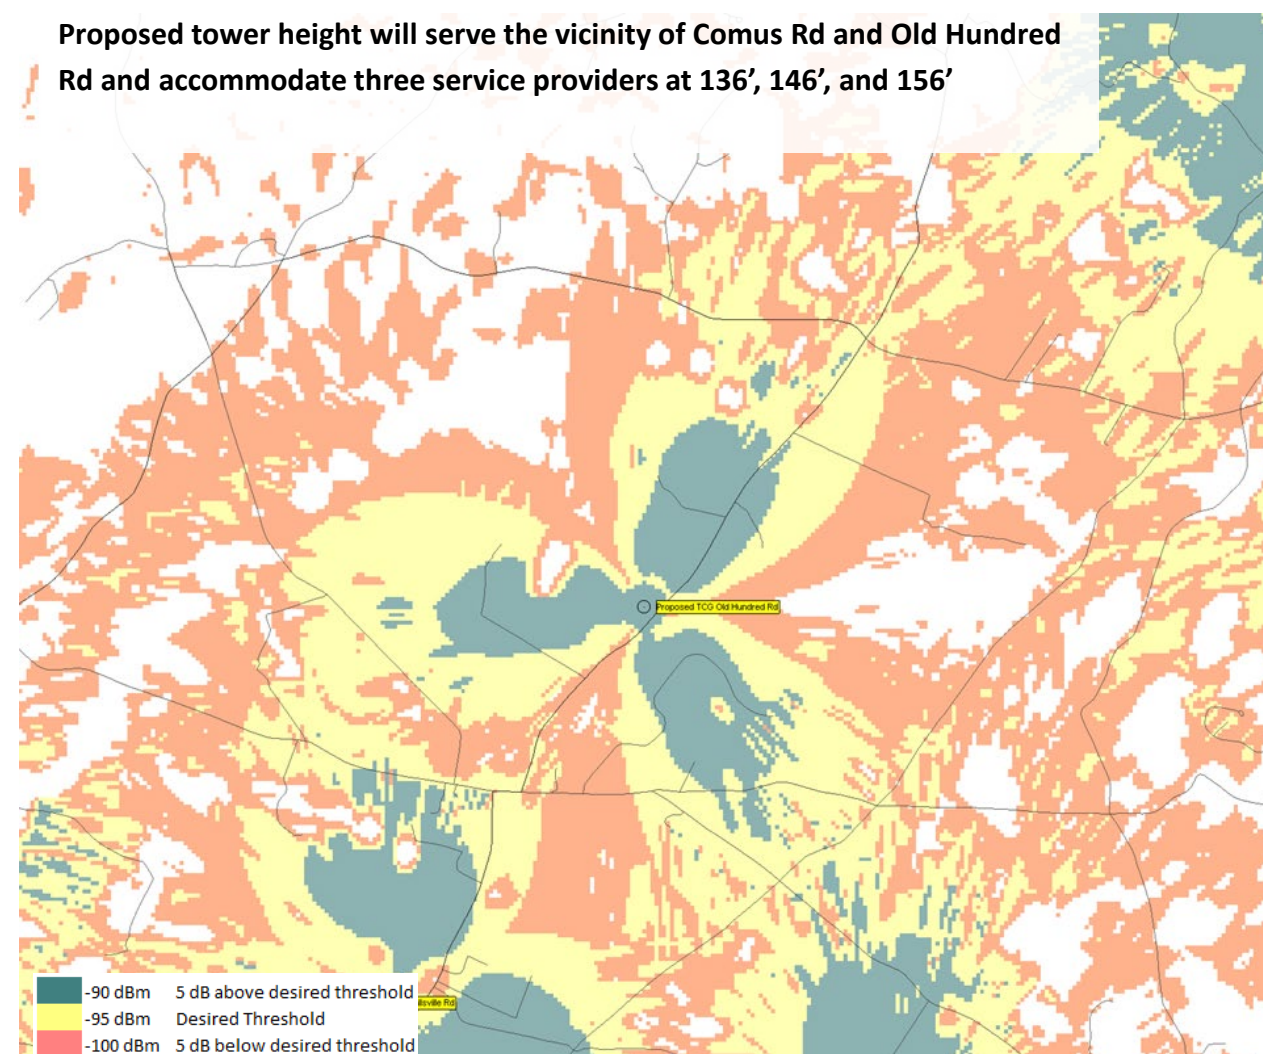 Proposed tower height will serve the vicinity of Comus Rd and Old Hundred
Rd and accommodate three service providers at 136’, 146’, and 156’
Proposed TCG Old Hundred Rd
-90 dBm 5 dB above desired threshold
-95 dBm Desired Threshold
-100 dBm 5 dB below desired threshold
Rd